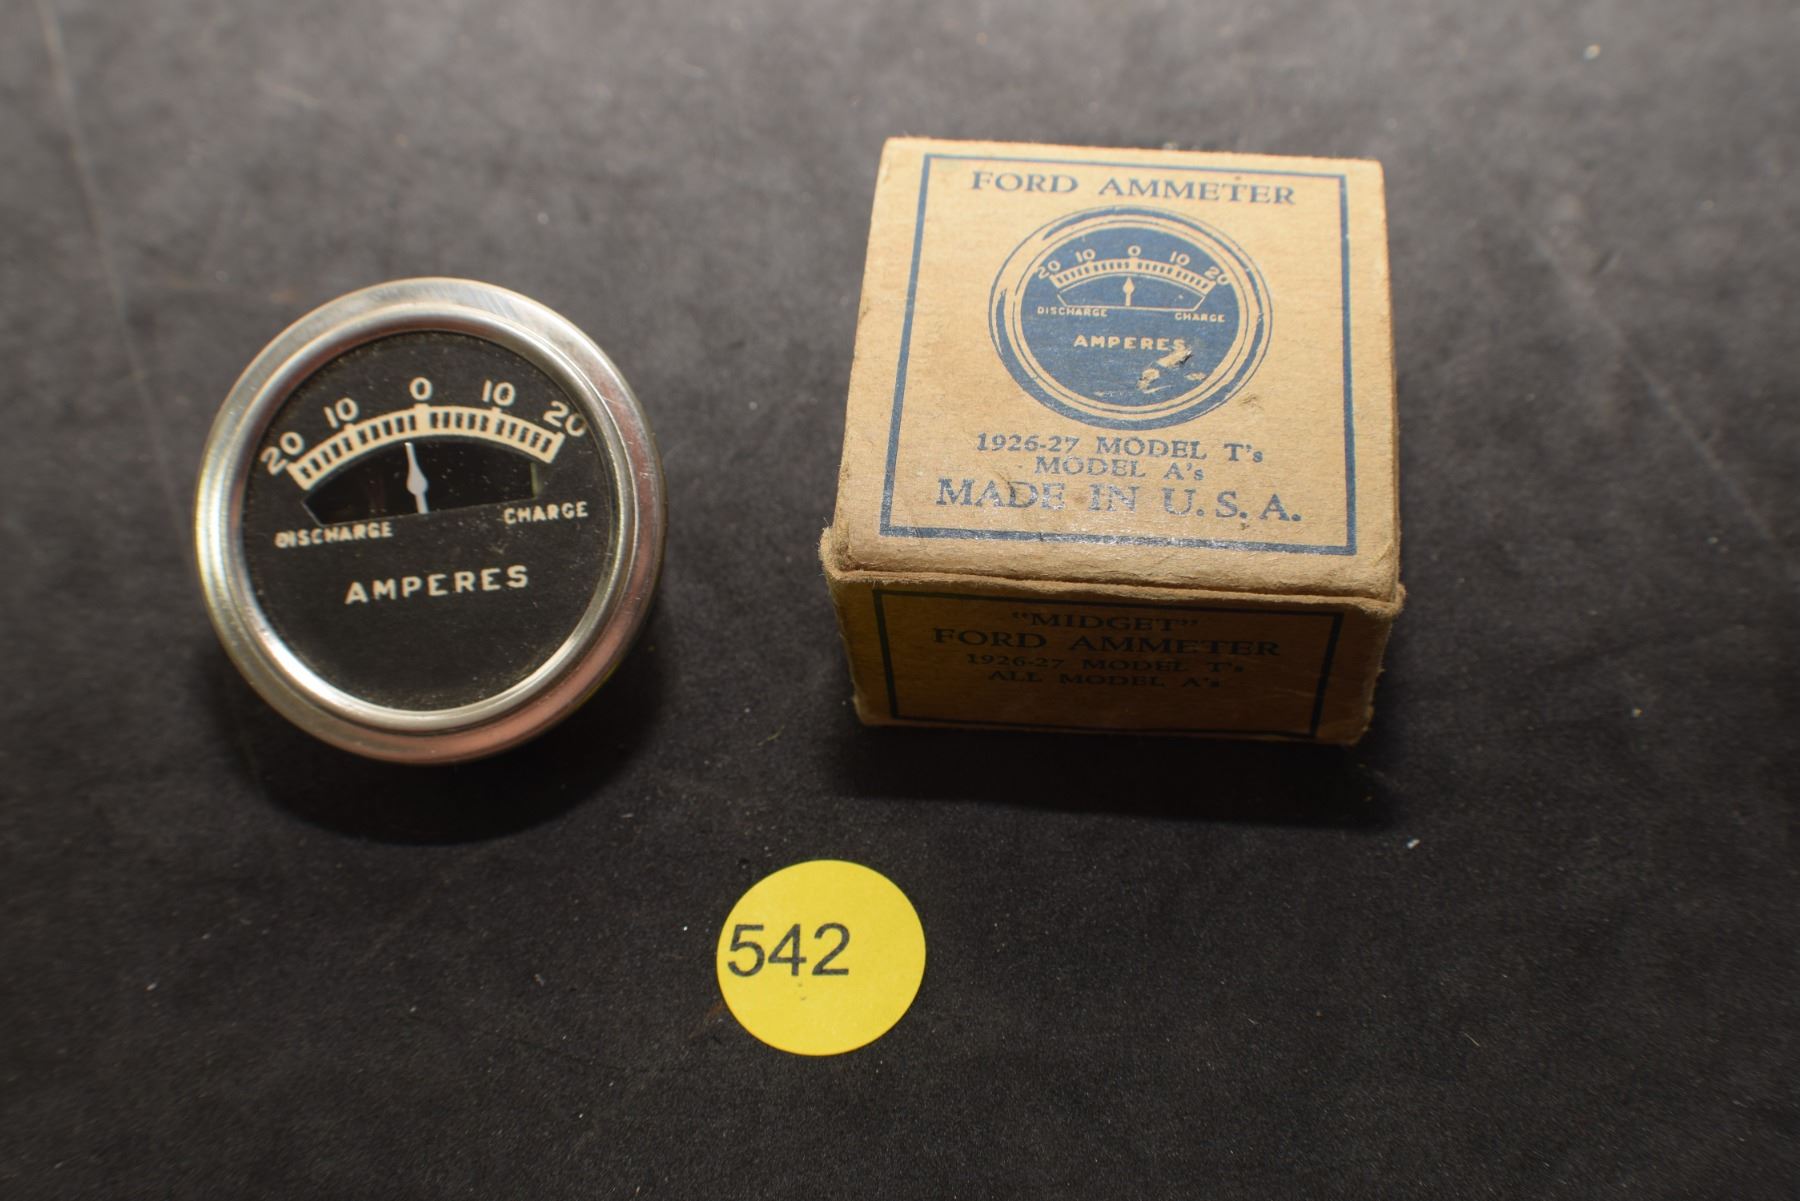 20 10 0 10 20
DISCHARGE CHARGE
AMPERES
FORD AMMETER
20 10 0 10 20
DISCHARGE CHARGE
AMPERES
1926-27 MODEL T's
MODEL A's
MADE IN U.S.A.
"MIDGET"
FORD AMMETER
1926-27 MODEL T's
ALL MODEL A's
542